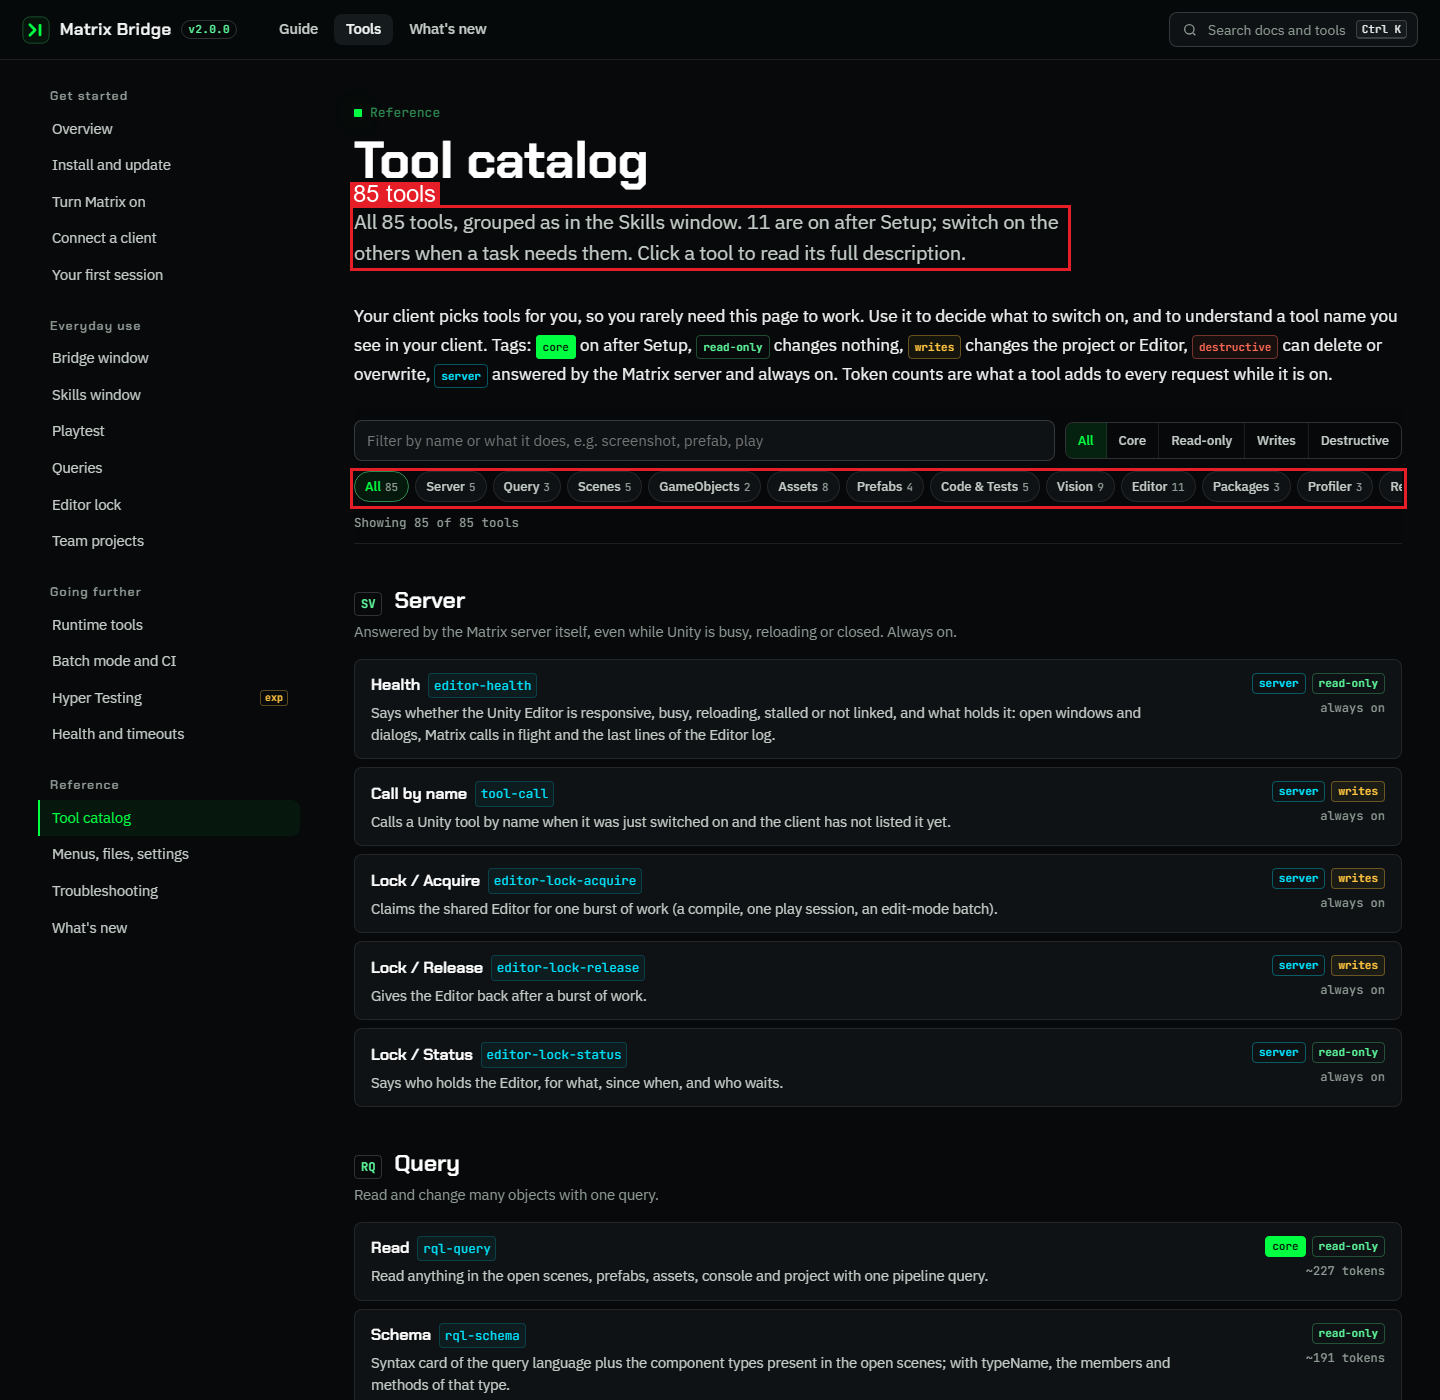 Matrix Bridge v2.0.0 Guide Tools What's new Search docs and tools Ctrl K
Get started
Overview
Install and update
Turn Matrix on
Connect a client
Your first session
Everyday use
Bridge window
Skills window
Playtest
Queries
Editor lock
Team projects
Going further
Runtime tools
Batch mode and CI
Hyper Testing exp
Health and timeouts
Reference
Tool catalog
Menus, files, settings
Troubleshooting
What's new
Reference
Tool catalog
85 tools
All 85 tools, grouped as in the Skills window. 11 are on after Setup; switch on the
others when a task needs them. Click a tool to read its full description.
Your client picks tools for you, so you rarely need this page to work. Use it to decide what to switch on, and to understand a tool name you
see in your client. Tags: core on after Setup, read-only changes nothing, writes changes the project or Editor, destructive can delete or
overwrite, server answered by the Matrix server and always on. Token counts are what a tool adds to every request while it is on.
Filter by name or what it does, e.g. screenshot, prefab, play All Core Read-only Writes Destructive
All 85 Server 5 Query 3 Scenes 5 GameObjects 2 Assets 8 Prefabs 4 Code & Tests 5 Vision 9 Editor 11 Packages 3 Profiler 3
Showing 85 of 85 tools
SV Server
Answered by the Matrix server itself, even while Unity is busy, reloading or closed. Always on.
Health editor-health server read-only
always on
Says whether the Unity Editor is responsive, busy, reloading, stalled or not linked, and what holds it: open windows and
dialogs, Matrix calls in flight and the last lines of the Editor log.
Call by name tool-call server writes
always on
Calls a Unity tool by name when it was just switched on and the client has not listed it yet.
Lock / Acquire editor-lock-acquire server writes
always on
Claims the shared Editor for one burst of work (a compile, one play session, an edit-mode batch).
Lock / Release editor-lock-release server writes
always on
Gives the Editor back after a burst of work.
Lock / Status editor-lock-status server read-only
always on
Says who holds the Editor, for what, since when, and who waits.
RQ Query
Read and change many objects with one query.
Read rql-query core read-only
~227 tokens
Read anything in the open scenes, prefabs, assets, console and project with one pipeline query.
Schema rql-schema read-only
~191 tokens
Syntax card of the query language plus the component types present in the open scenes; with typeName, the members and
methods of that type.